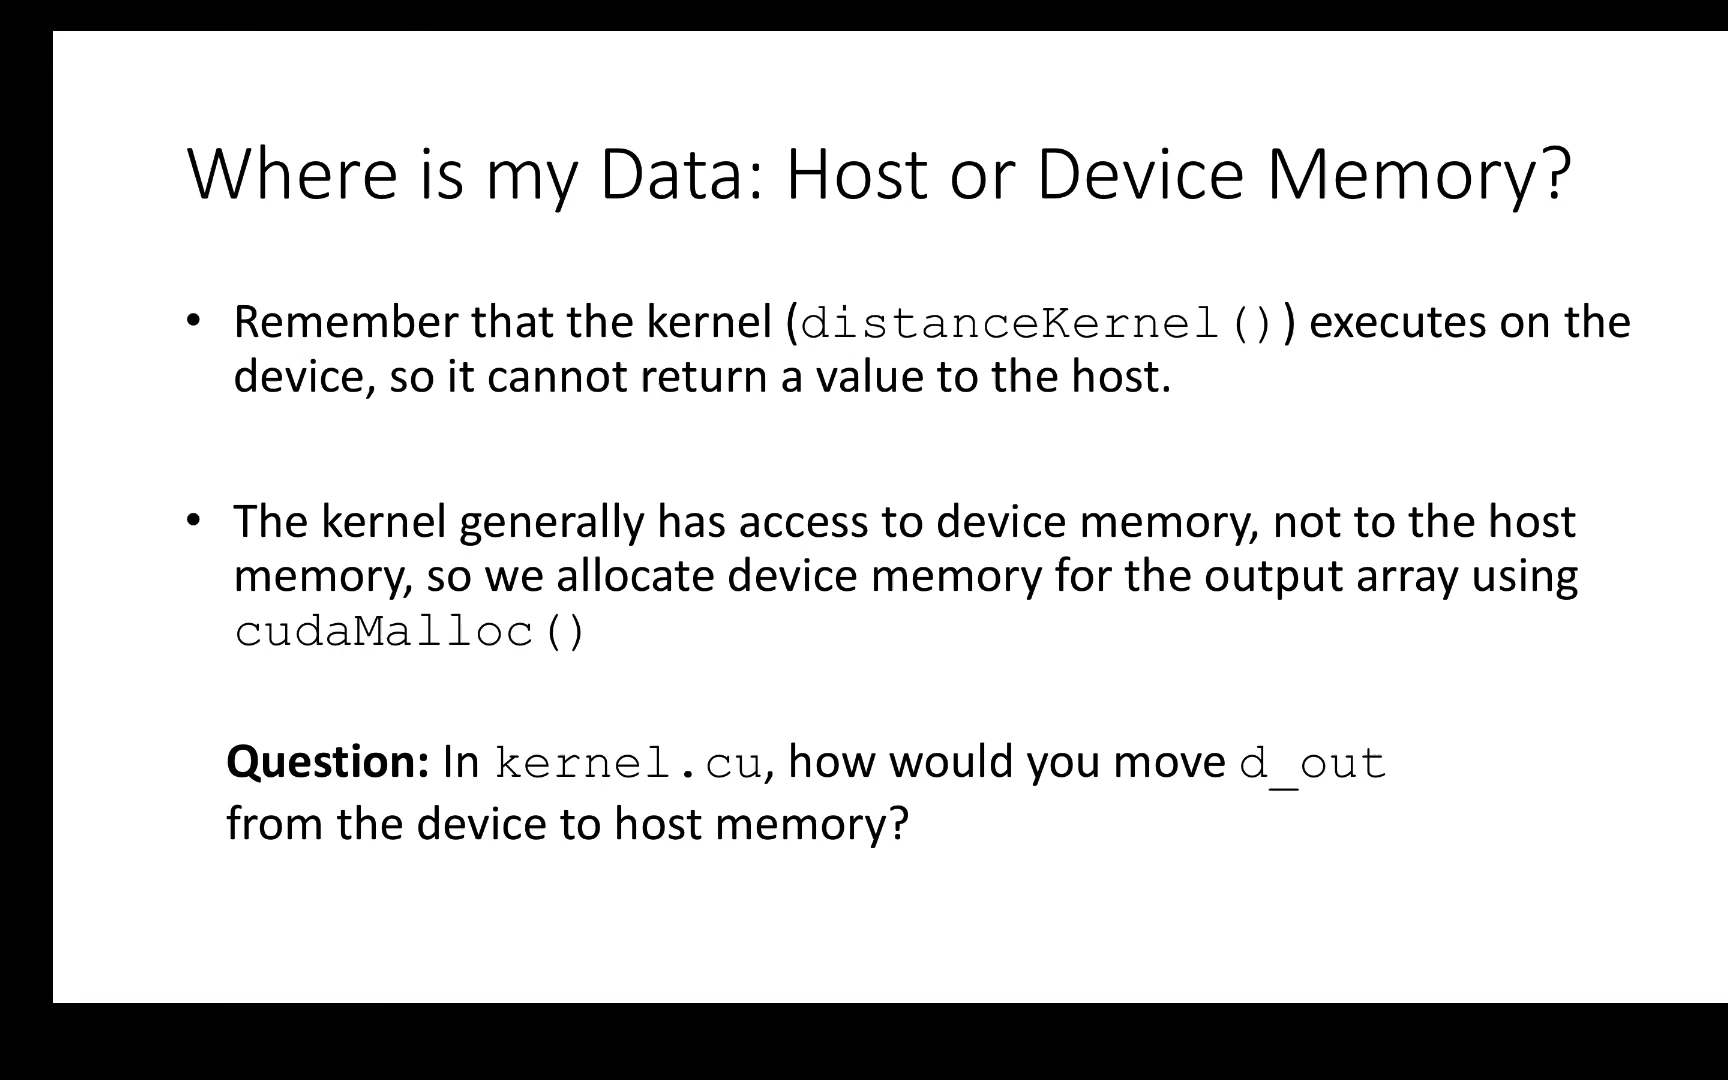 Where is my Data: Host or Device Memory?
• Remember that the kernel (distanceKernel()) executes on the
device, so it cannot return a value to the host.
• The kernel generally has access to device memory, not to the host
memory, so we allocate device memory for the output array using
cudaMalloc()
Question: In kernel.cu, how would you move d_out
from the device to host memory?